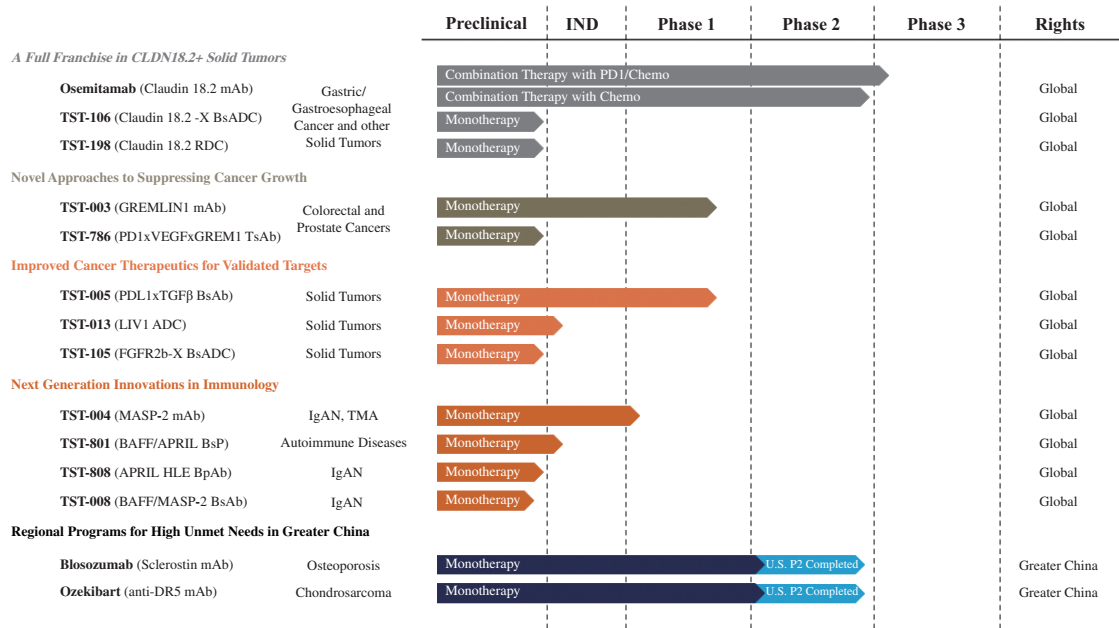 Preclinical IND Phase 1 Phase 2 Phase 3 Rights
A Full Franchise in CLDN18.2+ Solid Tumors
Combination Therapy with PD1/Chemo
Osemitamab (Claudin 18.2 mAb) Global
Combination Therapy with Chemo
Gastric/
Gastroesophageal
Cancer and other
Solid Tumors
TST-106 (Claudin 18.2 -X BsADC) Monotherapy Global
TST-198 (Claudin 18.2 RDC) Monotherapy Global
Novel Approaches to Suppressing Cancer Growth
TST-003 (GREMLIN1 mAb) Monotherapy Global
Colorectal and
Prostate Cancers
TST-786 (PD1xVEGFxGREM1 TsAb) Monotherapy Global
Improved Cancer Therapeutics for Validated Targets
TST-005 (PDL1xTGFβ BsAb) Solid Tumors Monotherapy Global
TST-013 (LIV1 ADC) Solid Tumors Monotherapy Global
TST-105 (FGFR2b-X BsADC) Solid Tumors Monotherapy Global
Next Generation Innovations in Immunology
TST-004 (MASP-2 mAb) IgAN, TMA Monotherapy Global
TST-801 (BAFF/APRIL BsP) Autoimmune Diseases Monotherapy Global
TST-808 (APRIL HLE BpAb) IgAN Monotherapy Global
TST-008 (BAFF/MASP-2 BsAb) IgAN Monotherapy Global
Regional Programs for High Unmet Needs in Greater China
Blosozumab (Sclerostin mAb) Osteoporosis Monotherapy U.S. P2 Completed Greater China
Ozekibart (anti-DR5 mAb) Chondrosarcoma Monotherapy U.S. P2 Completed Greater China